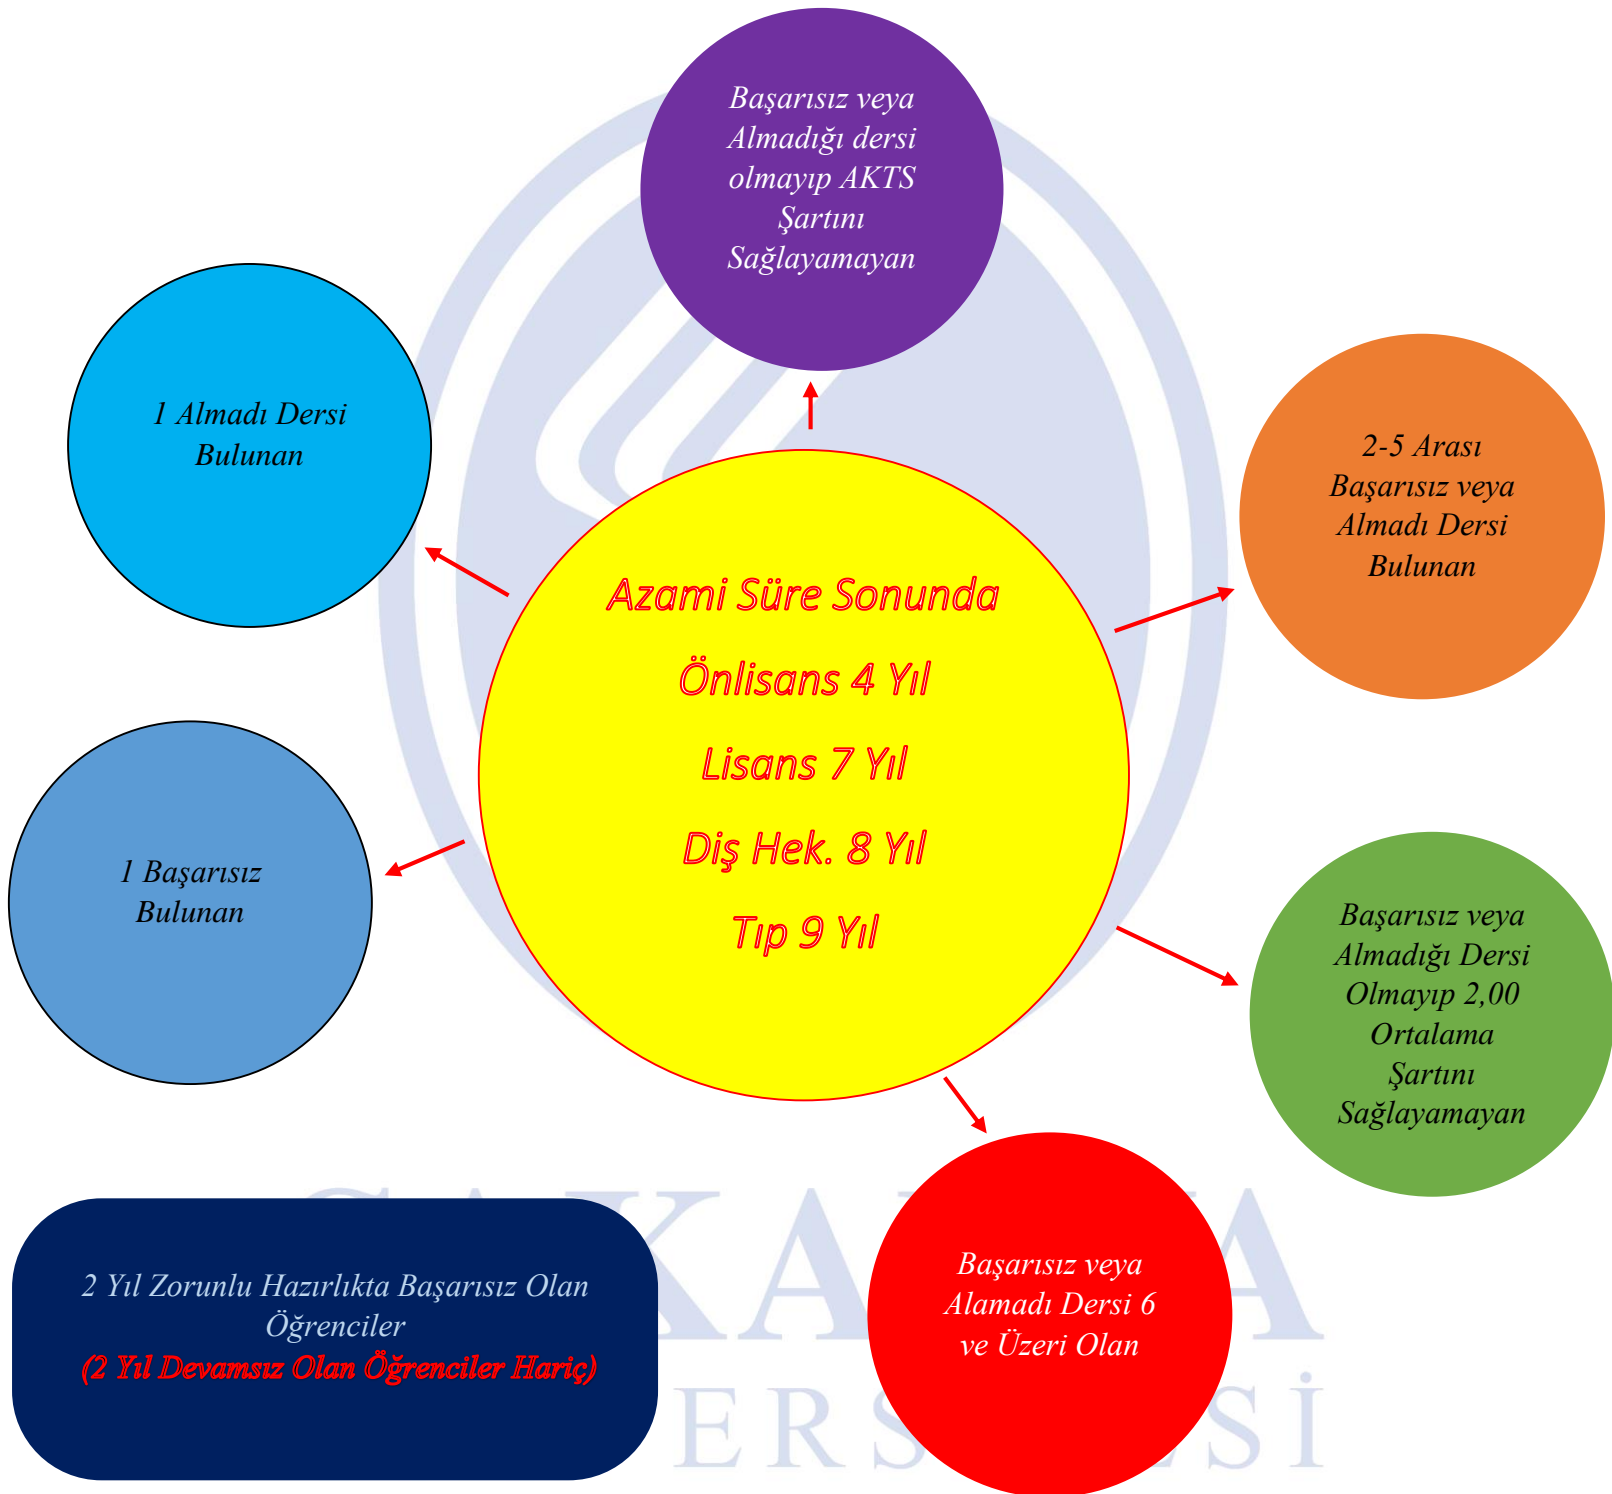 Başarısız veya
Almadığı dersi
olmayıp AKTS
Şartını
Sağlayamayan
1 Almadı Dersi
Bulunan
2-5 Arası
Başarısız veya
Almadı Dersi
Bulunan
Azami Süre Sonunda
Önlisans 4 Yıl
Lisans 7 Yıl
Diş Hek. 8 Yıl
Tıp 9 Yıl
1 Başarısız
Bulunan
Başarısız veya
Almadığı Dersi
Olmayıp 2,00
Ortalama
Şartını
Sağlayamayan
Başarısız veya
Alamadı Dersi 6
ve Üzeri Olan
2 Yıl Zorunlu Hazırlıkta Başarısız Olan
Öğrenciler
(2 Yıl Devamsız Olan Öğrenciler Hariç)